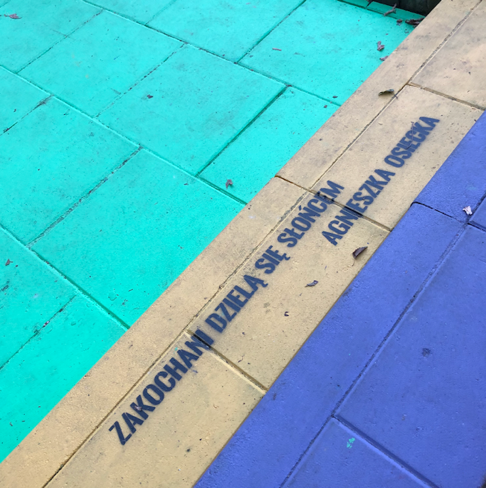 ZAKOCHANI DZIELĄ SIĘ SŁOŃCEM
AGNIESZKA OSIECKA